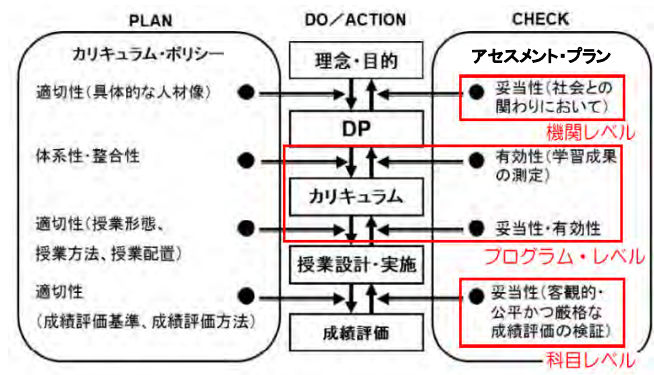 PLAN
DO／ACTION
CHECK
カリキュラム・ポリシー
適切性(具体的な人材像)
体系性・整合性
適切性(授業形態、
授業方法、授業配置)
適切性
(成績評価基準、成績評価方法)
理念・目的
DP
カリキュラム
授業設計・実施
成績評価
アセスメント・プラン
妥当性(社会との
関わりにおいて)
機関レベル
有効性(学習成果
の測定)
妥当性・有効性
プログラム・レベル
妥当性(客観的・
公平かつ厳格な
成績評価の検証)
科目レベル